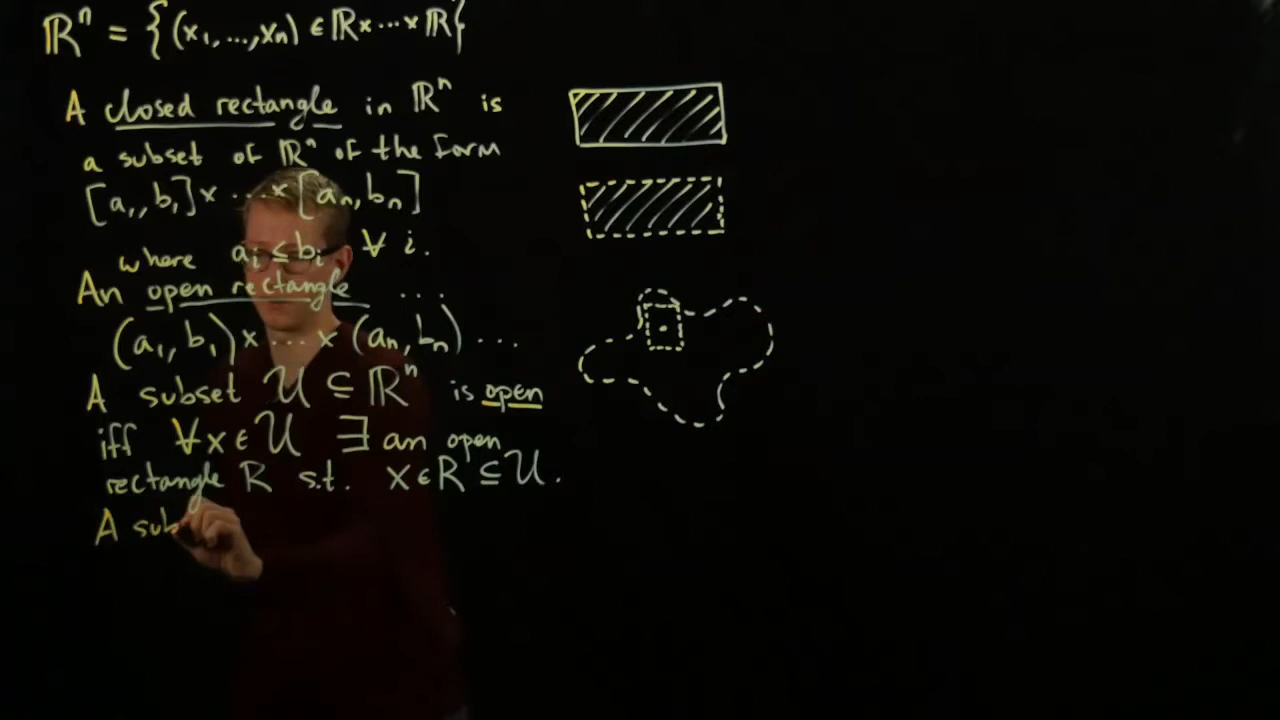 ℝⁿ = {(x₁,...,xₙ) ∈ ℝ×···×ℝ}
A closed rectangle in ℝⁿ is
a subset of ℝⁿ of the form
[a₁,b₁]× ...× [aₙ,bₙ]
where aᵢ ≤ bᵢ ∀ i.
An open rectangle ...
(a₁,b₁)× ... × (aₙ,bₙ) ...
A subset U ⊆ ℝⁿ is open
iff ∀x∈U ∃ an open
rectangle R s.t. x∈R⊆U.
A sub